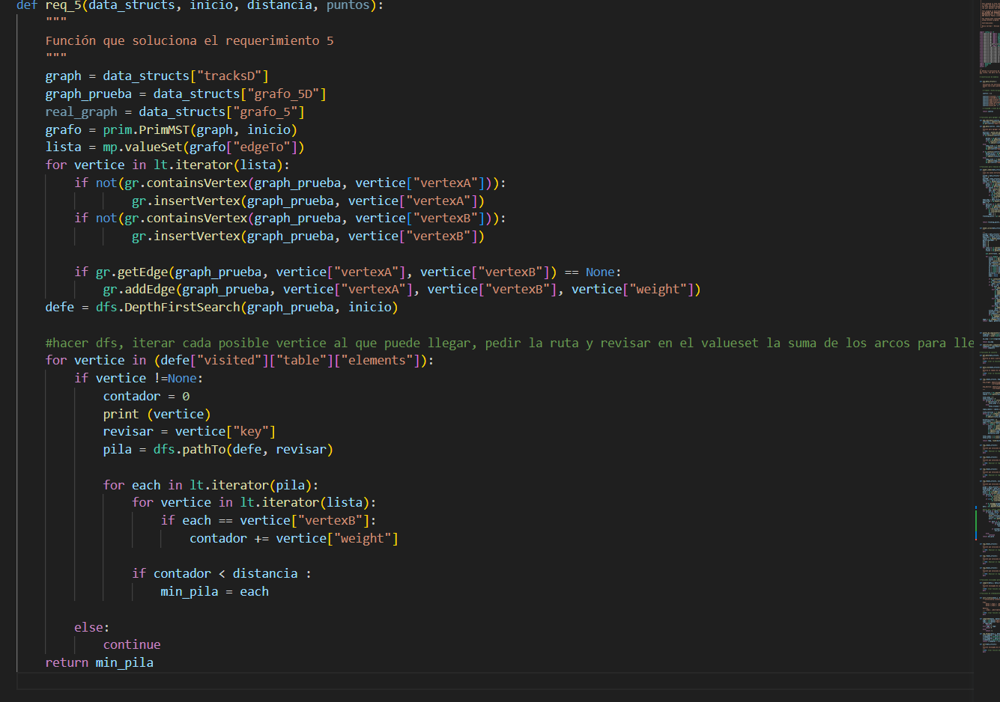 def req_5(data_structs, inicio, distancia, puntos):
    """
    Función que soluciona el requerimiento 5
    """
    graph = data_structs["tracksD"]
    graph_prueba = data_structs["grafo_5D"]
    real_graph = data_structs["grafo_5"]
    grafo = prim.PrimMST(graph, inicio)
    lista = mp.valueSet(grafo["edgeTo"])
    for vertice in lt.iterator(lista):
        if not(gr.containsVertex(graph_prueba, vertice["vertexA"])):
                gr.insertVertex(graph_prueba, vertice["vertexA"])
        if not(gr.containsVertex(graph_prueba, vertice["vertexB"])):
                gr.insertVertex(graph_prueba, vertice["vertexB"])

        if gr.getEdge(graph_prueba, vertice["vertexA"], vertice["vertexB"]) == None:
            gr.addEdge(graph_prueba, vertice["vertexA"], vertice["vertexB"], vertice["weight"])
    defe = dfs.DepthFirstSearch(graph_prueba, inicio)

    #hacer dfs, iterar cada posible vertice al que puede llegar, pedir la ruta y revisar en el valueset la suma de los arcos para lle
    for vertice in (defe["visited"]["table"]["elements"]):
        if vertice !=None:
            contador = 0
            print (vertice)
            revisar = vertice["key"]
            pila = dfs.pathTo(defe, revisar)

            for each in lt.iterator(pila):
                for vertice in lt.iterator(lista):
                    if each == vertice["vertexB"]:
                        contador += vertice["weight"]

                if contador < distancia :
                    min_pila = each

        else:
            continue
    return min_pila